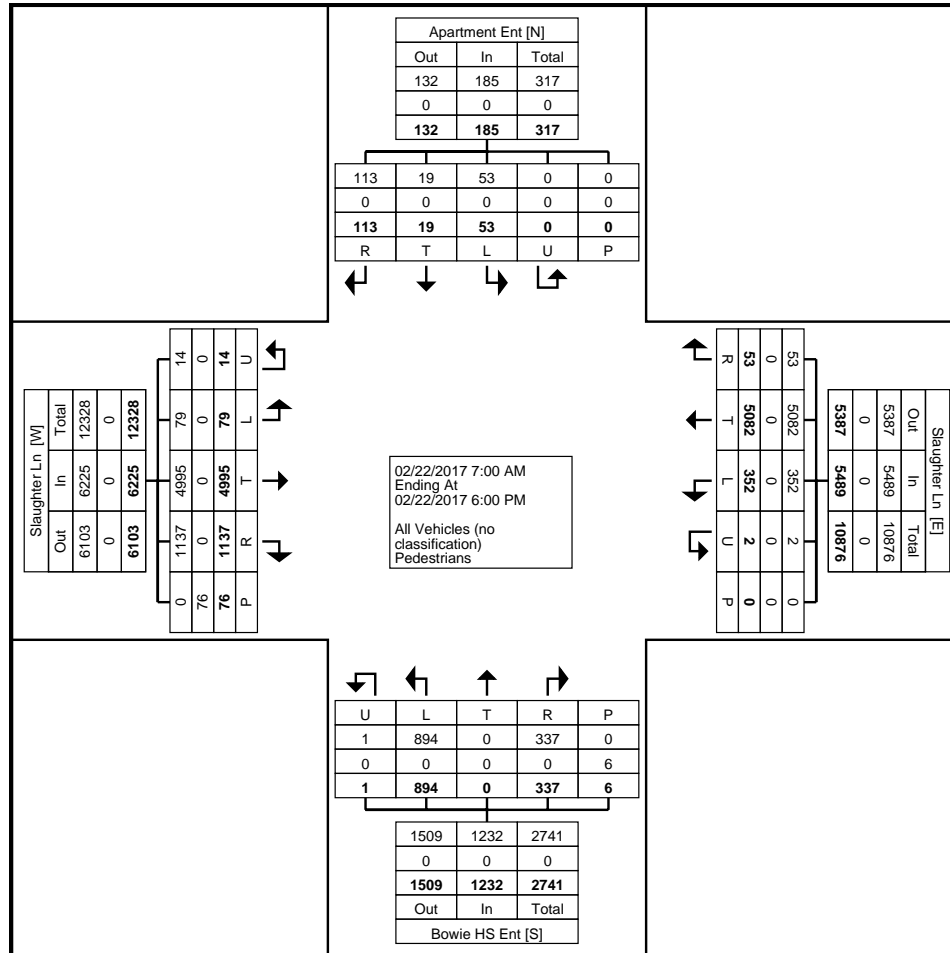 Apartment Ent [N]
Out In Total
132 185 317
0 0 0
132 185 317
113 19 53 0 0
0 0 0 0 0
113 19 53 0 0
R T L U P
Slaughter Ln [W]
Total In Out
12328 6225 6103
0 0 0
12328 6225 6103
14 79 4995 1137 0
0 0 0 0 76
14 79 4995 1137 76
U L T R P
02/22/2017 7:00 AM
Ending At
02/22/2017 6:00 PM
All Vehicles (no
classification)
Pedestrians
Slaughter Ln [E]
Out In Total
5387 5489 10876
0 0 0
5387 5489 10876
53 5082 352 2 0
0 0 0 0 0
53 5082 352 2 0
R T L U P
U L T R P
1 894 0 337 0
0 0 0 0 6
1 894 0 337 6
1509 1232 2741
0 0 0
1509 1232 2741
Out In Total
Bowie HS Ent [S]